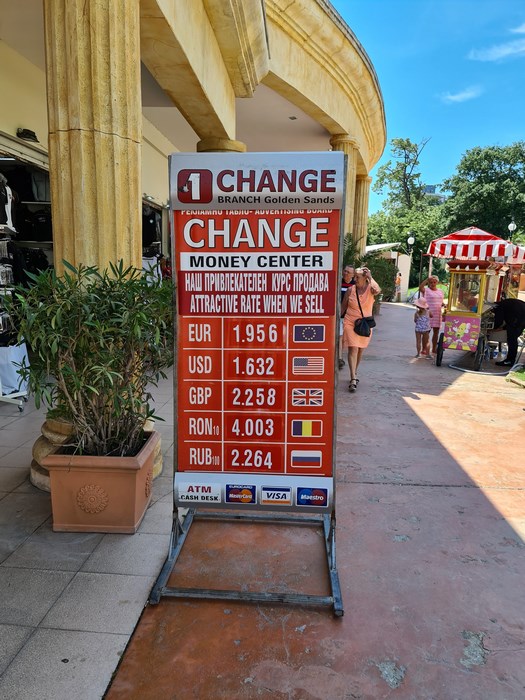 1 CHANGE
BRANCH Golden Sands
РЕКЛАМНО ТАБЛО- ADVERTISING BOARD
CHANGE
MONEY CENTER
НАШ ПРИВЛЕКАТЕЛЕН КУРС ПРОДАВА
ATTRACTIVE RATE WHEN WE SELL
EUR 1.956
USD 1.632
GBP 2.258
RON10 4.003
RUB100 2.264
ATM
CASH DESK
EUROCARD
MasterCard
VISA
Maestro